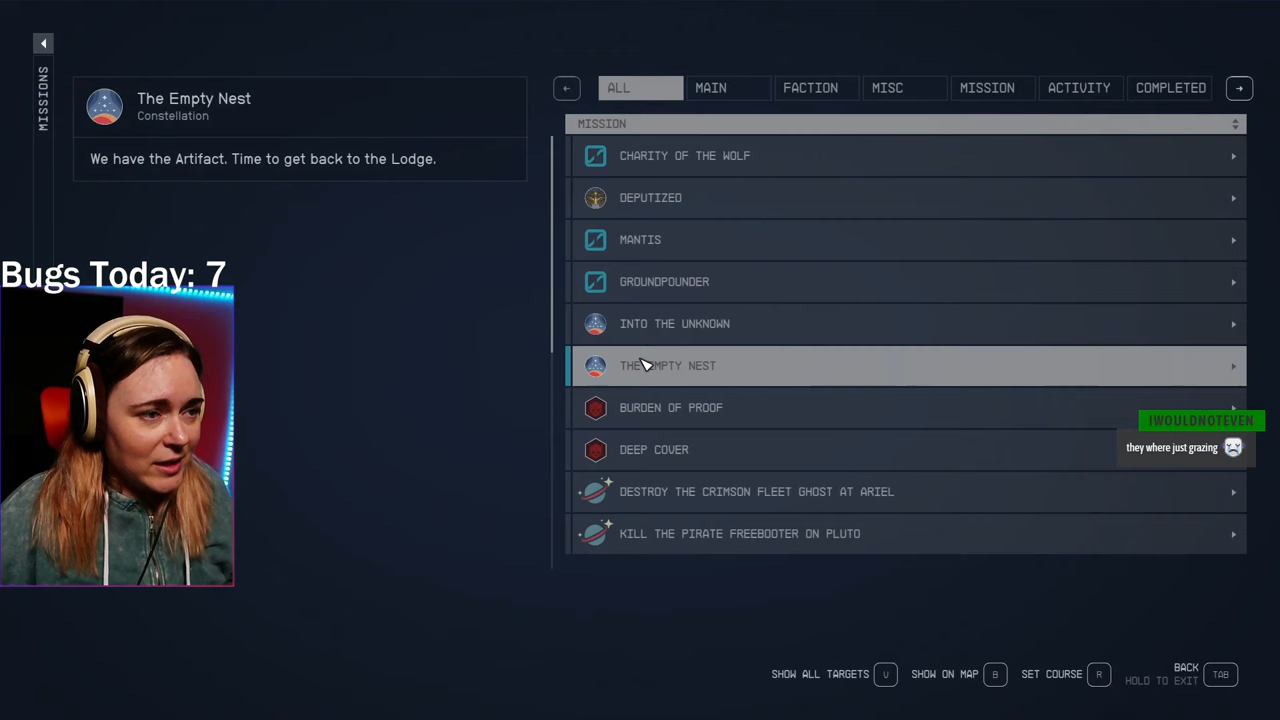 MISSIONS
The Empty Nest
Constellation
We have the Artifact. Time to get back to the Lodge.
ALL
MAIN
FACTION
MISC
MISSION
ACTIVITY
COMPLETED
MISSION
CHARITY OF THE WOLF
DEPUTIZED
MANTIS
GROUNDPOUNDER
INTO THE UNKNOWN
THE EMPTY NEST
BURDEN OF PROOF
DEEP COVER
DESTROY THE CRIMSON FLEET GHOST AT ARIEL
KILL THE PIRATE FREEBOOTER ON PLUTO
Bugs Today: 7
IWOULDNOTEVEN
they where just grazing
SHOW ALL TARGETS U
SHOW ON MAP B
SET COURSE R
BACK TAB
HOLD TO EXIT